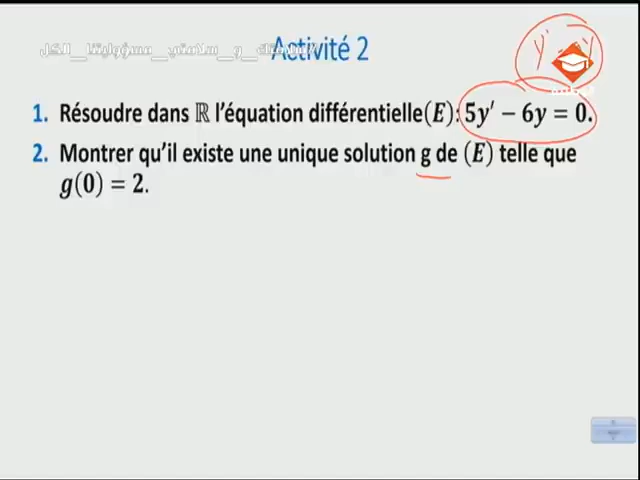 Activité 2
1. Résoudre dans ℝ l'équation différentielle(E): 5y′ − 6y = 0.
2. Montrer qu'il existe une unique solution g de (E) telle que
g(0) = 2.